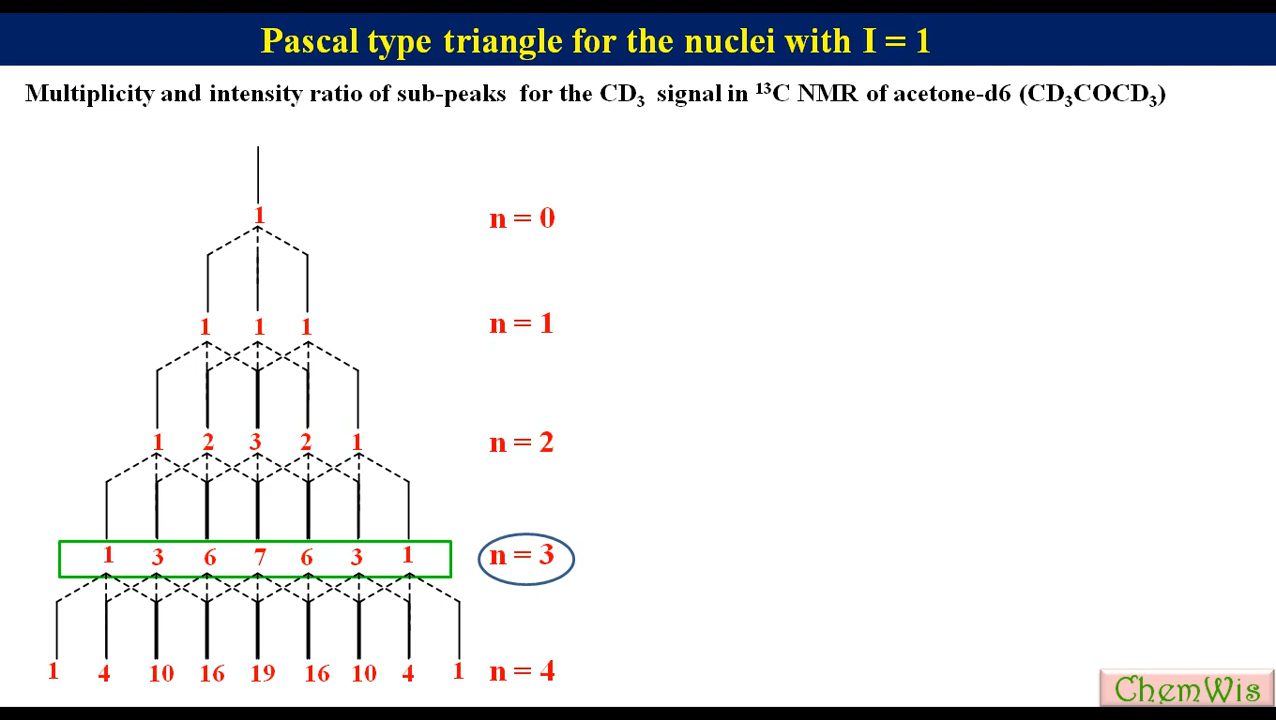 Pascal type triangle for the nuclei with I = 1
Multiplicity and intensity ratio of sub-peaks for the CD₃ signal in ¹³C NMR of acetone-d6 (CD₃COCD₃)
1 n = 0
1 1 1 n = 1
1 2 3 2 1 n = 2
1 3 6 7 6 3 1 n = 3
1 4 10 16 19 16 10 4 1 n = 4
ChemWis